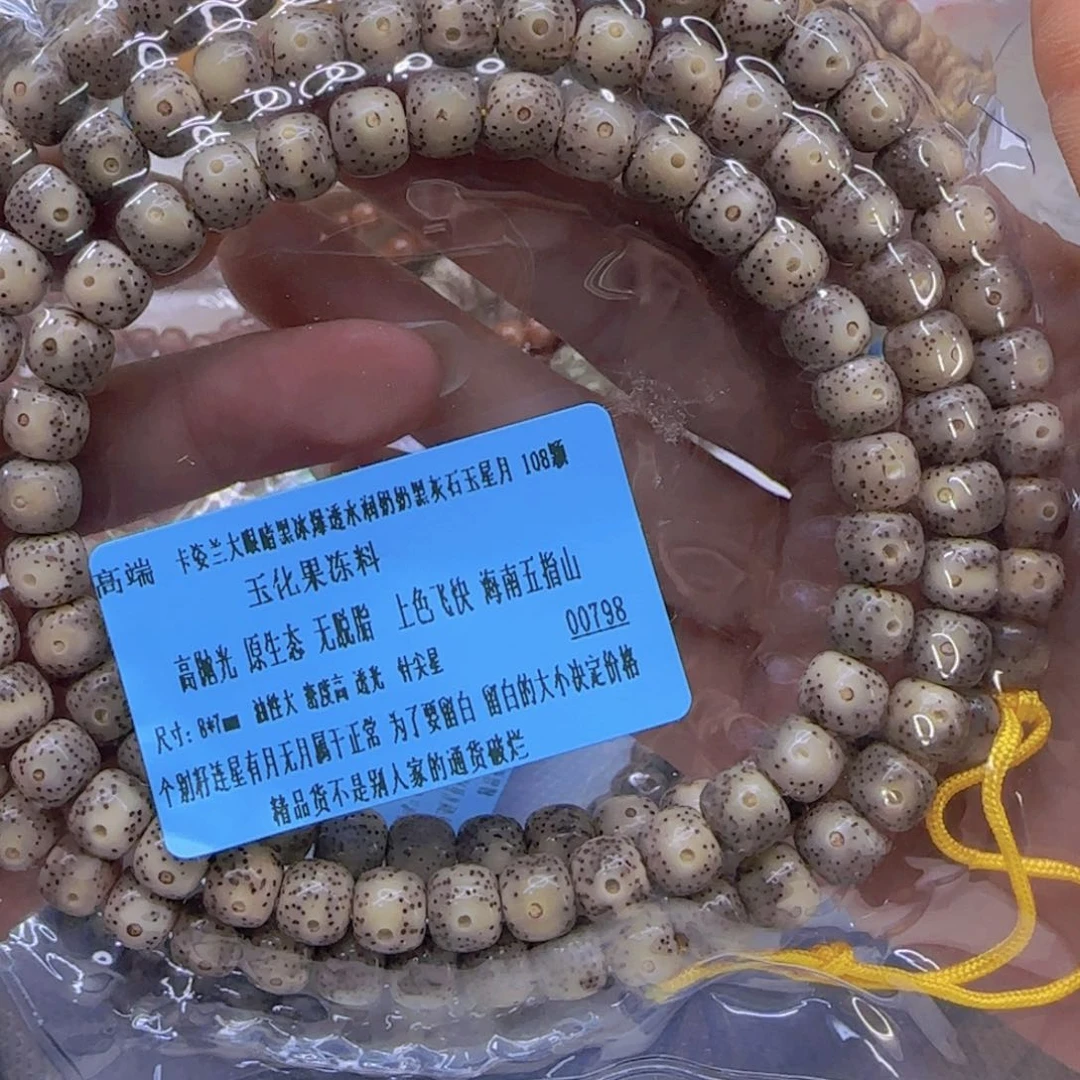 高端 卡姿兰大眼暗黑冰爆透水润奶奶黑灰石玉星月 108颗
玉化果冻料
高抛光 原生态 无脱脂 上色飞快 海南五指山
00798
尺寸: 8*7mm 油性大 密度高 透光 针尖星
个别籽连星有月无月属于正常 为了要留白 留白的大小决定价格
精品货不是别人家的通货破烂